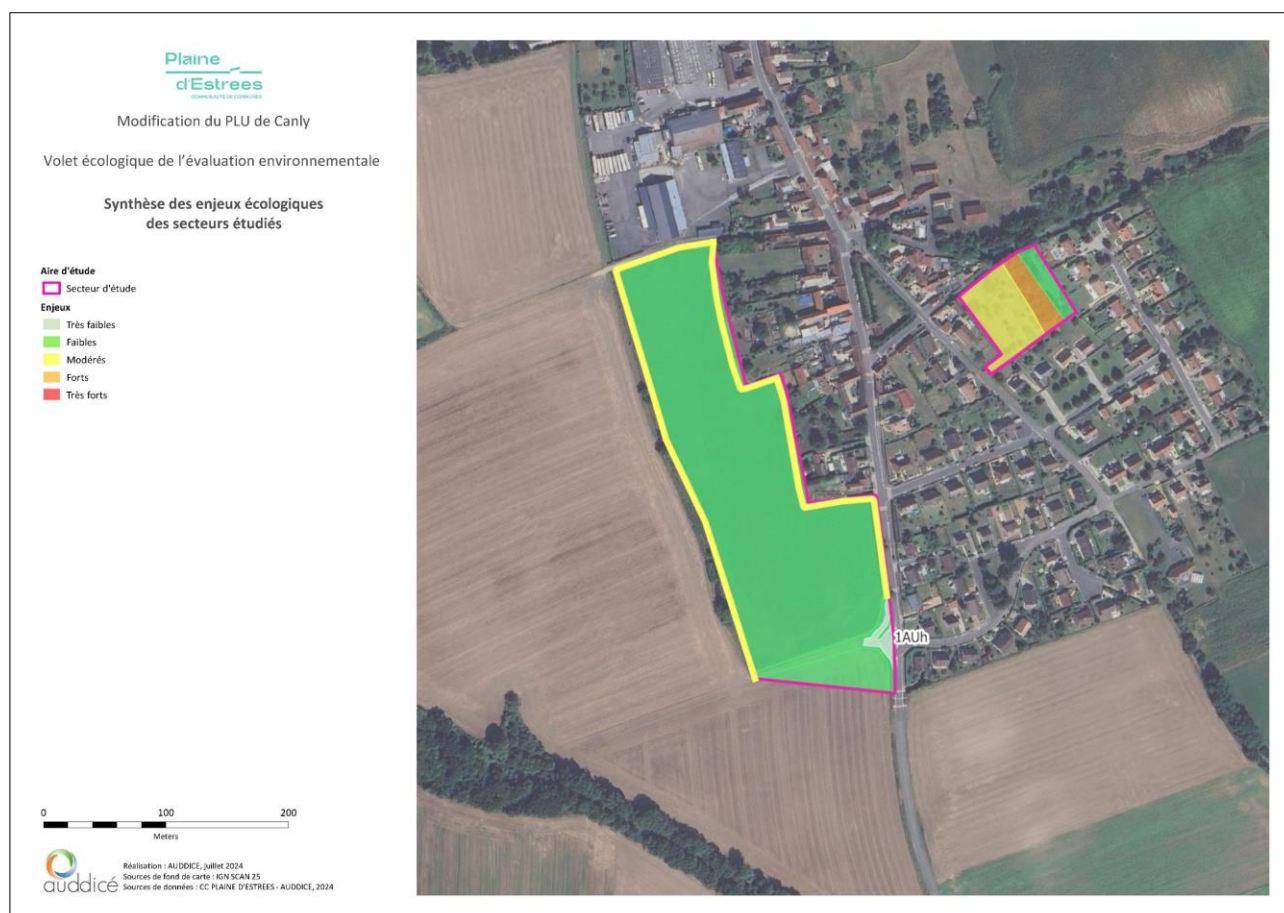 Plaine
d'Estrees
COMMUNAUTÉ DE COMMUNES
Modification du PLU de Canly
Volet écologique de l'évaluation environnementale
Synthèse des enjeux écologiques
des secteurs étudiés
Aire d'étude
Secteur d'étude
Enjeux
Très faibles
Faibles
Modérés
Forts
Très forts
1AUh
0 100 200
Meters
auddicé
Réalisation : AUDDICE, juillet 2024
Sources de fond de carte : IGN SCAN 25
Sources de données : CC PLAINE D'ESTREES - AUDDICE, 2024